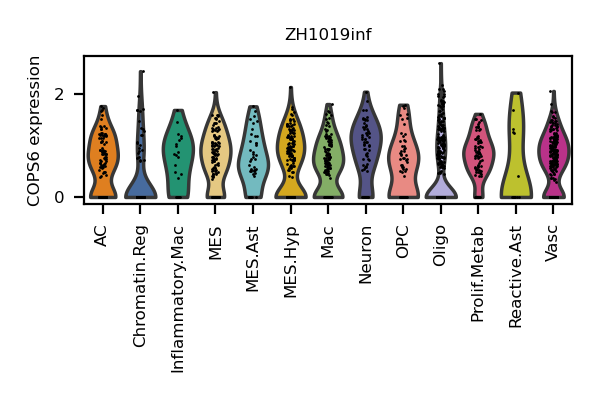 ZH1019inf
COPS6 expression
2
0
AC
Chromatin.Reg
Inflammatory.Mac
MES
MES.Ast
MES.Hyp
Mac
Neuron
OPC
Oligo
Prolif.Metab
Reactive.Ast
Vasc